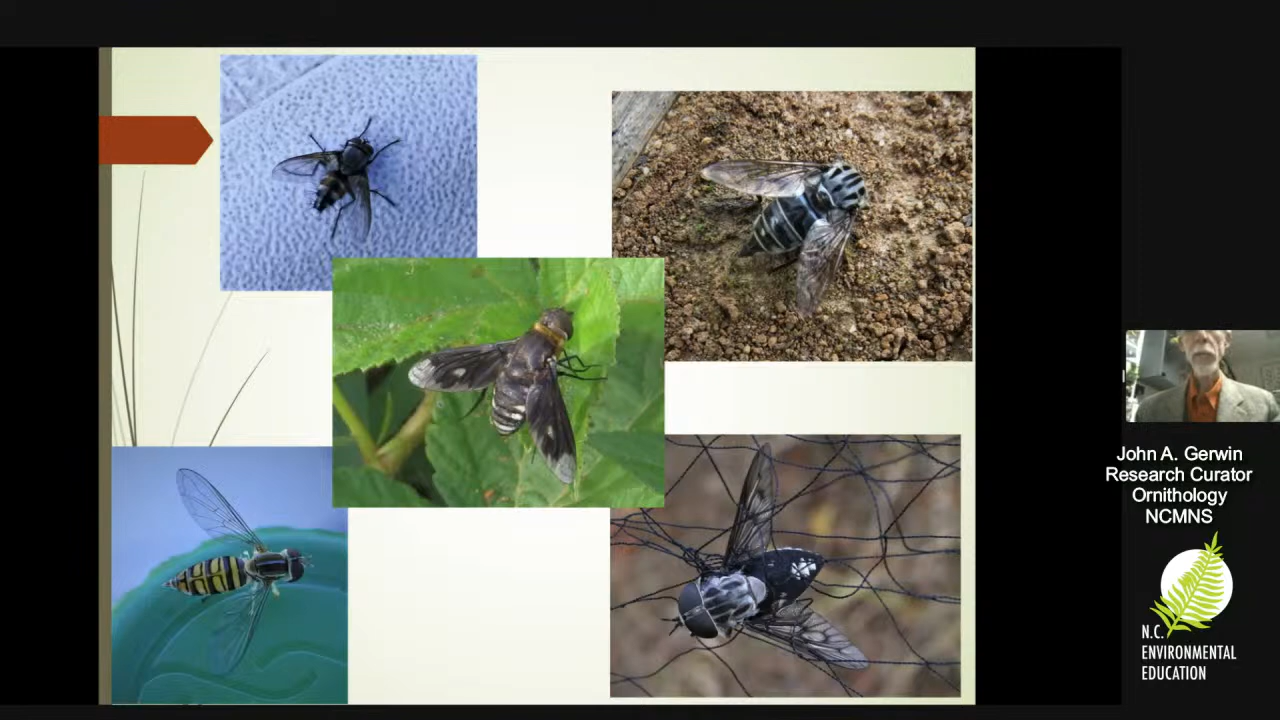 John A. Gerwin
Research Curator
Ornithology
NCMNS
N.C.
ENVIRONMENTAL
EDUCATION